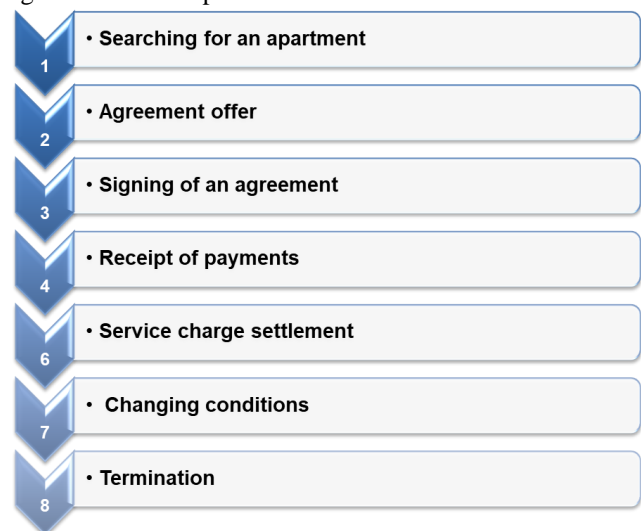 1
• Searching for an apartment
2
• Agreement offer
3
• Signing of an agreement
4
• Receipt of payments
6
• Service charge settlement
7
• Changing conditions
8
• Termination